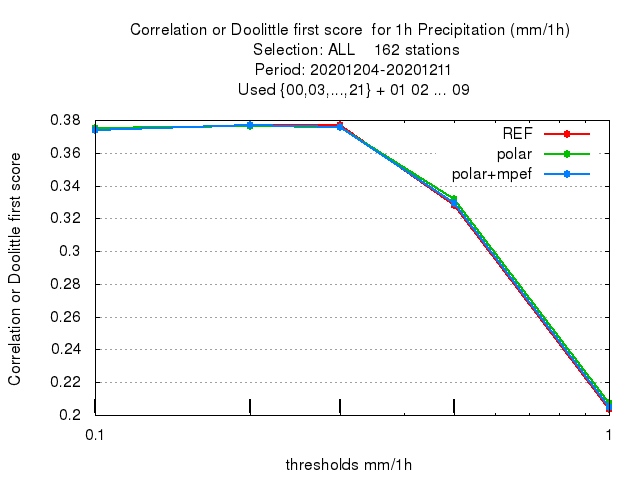 Correlation or Doolittle first score  for 1h Precipitation (mm/1h)
Selection: ALL    162 stations
Period: 20201204-20201211
Used {00,03,...,21} + 01 02 ... 09
REF
polar
polar+mpef
0.38
0.36
0.34
0.32
0.3
0.28
0.26
0.24
0.22
0.2
Correlation or Doolittle first score
0.1
1
thresholds mm/1h